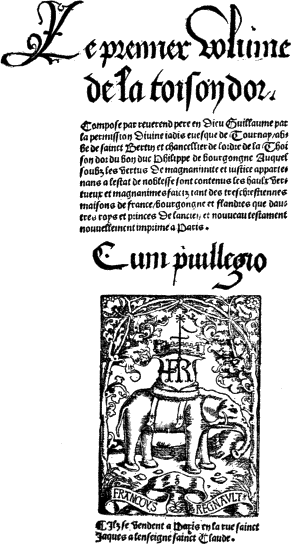 Le premier volume
de la toison dor.
Compose par reuerend pere en Dieu Guillaume par
la permission Diuine iadis euesque de Tournay/ab
be de sainct Bertin et chancellier de lordre de la Thoi
son dor du bon duc Philippe de bourgongne Auquel
soubz les vertus de magnanimite et iustice apparte
nans a lestat de noblesse sont contenus les haulx ver
tueux et magnanimes faictz tant des treschrestiennes
maisons de france/bourgongne et flandres que dau-
tres roys et princes de lancien et nouueau testament
nouuellement imprime a Paris.
Cum priuilegio
FR
FRANCOYS REGNAULT
Cilz se vendent a Paris en la rue sainct
Jaques a lenseigne sainct Claude.